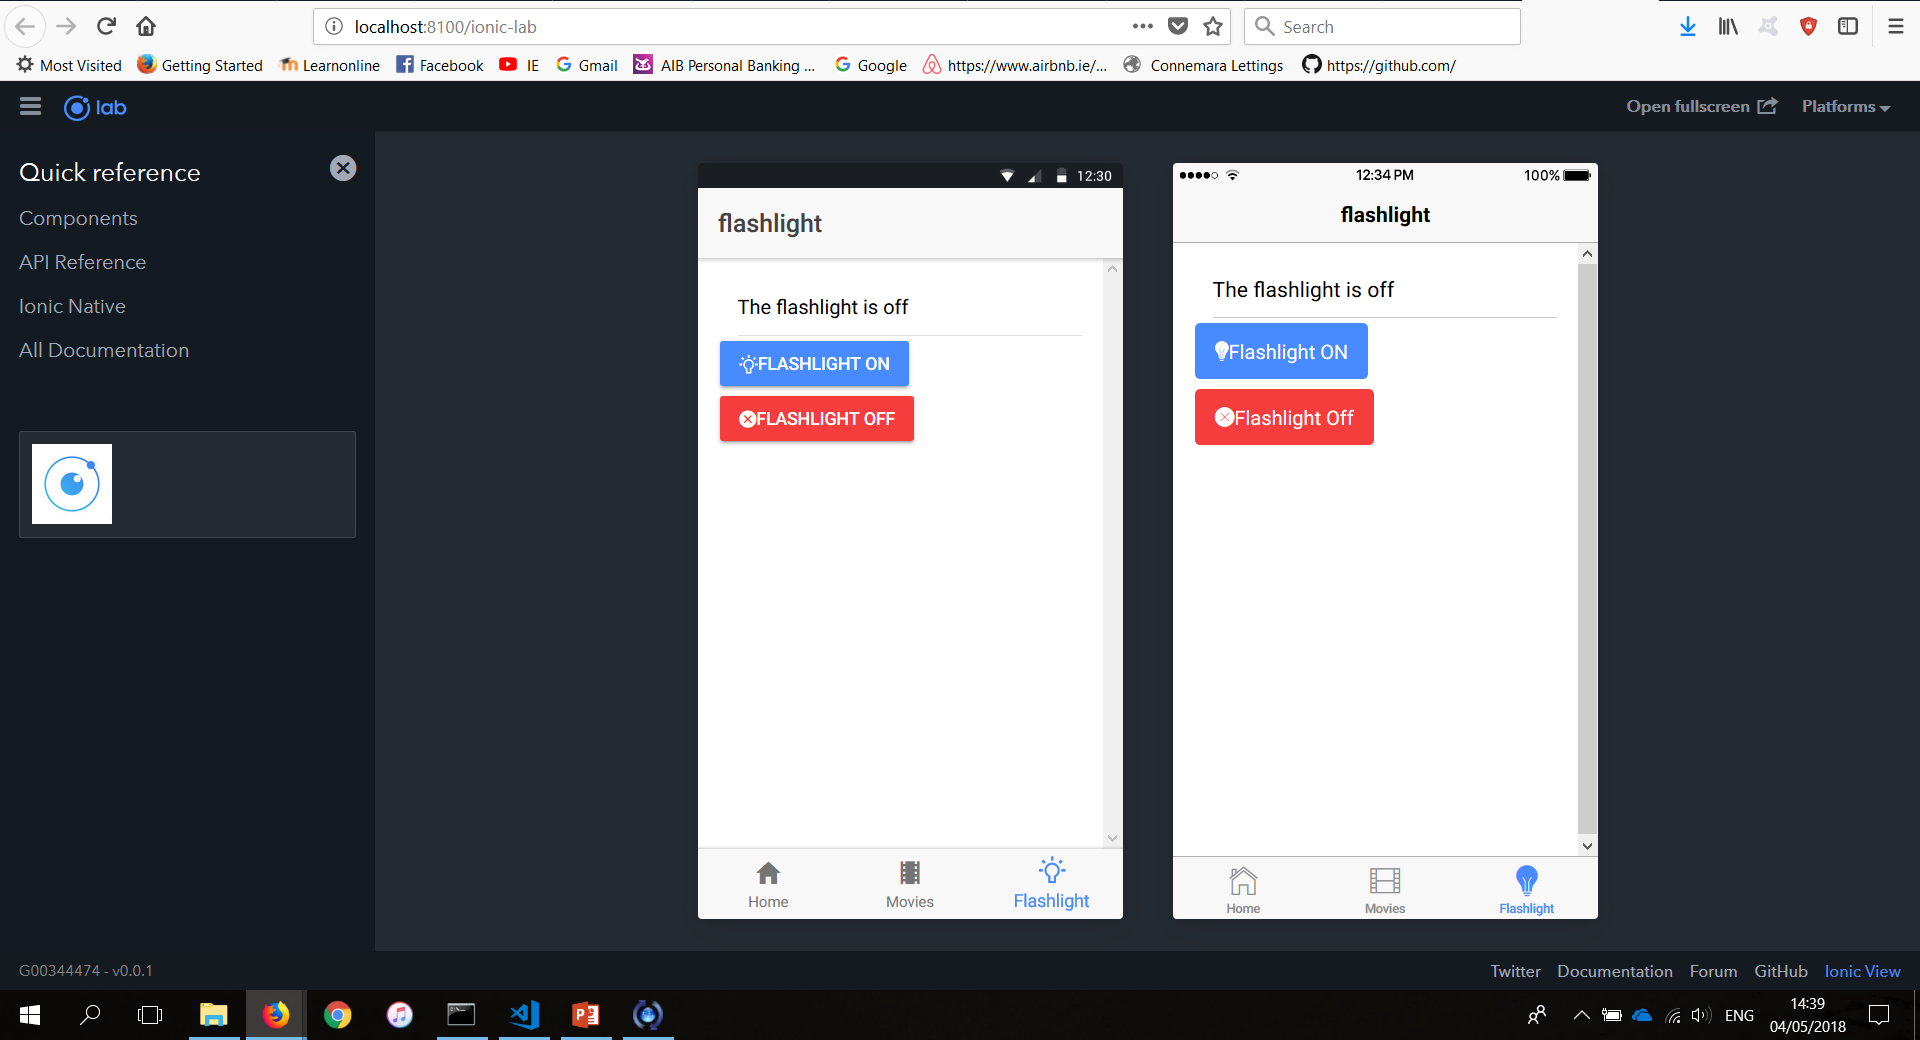 localhost:8100/ionic-lab
Search
Most Visited Getting Started Learnonline Facebook IE Gmail AIB Personal Banking ... Google https://www.airbnb.ie/... Connemara Lettings https://github.com/
lab
Open fullscreen Platforms
Quick reference
Components
API Reference
Ionic Native
All Documentation
12:30
flashlight
The flashlight is off
FLASHLIGHT ON
FLASHLIGHT OFF
Home Movies Flashlight
12:34 PM 100%
flashlight
The flashlight is off
Flashlight ON
Flashlight Off
Home Movies Flashlight
G00344474 - v0.0.1
Twitter Documentation Forum GitHub Ionic View
ENG
14:39
04/05/2018